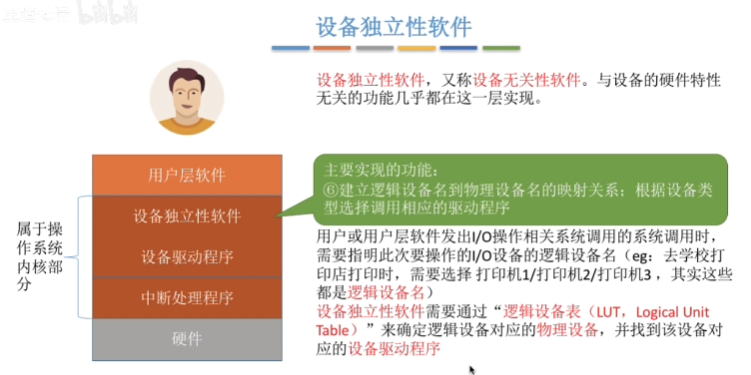 bilibili
设备独立性软件
设备独立性软件，又称设备无关性软件。与设备的硬件特性
无关的功能几乎都在这一层实现。
用户层软件
设备独立性软件
设备驱动程序
中断处理程序
硬件
属于操
作系统
内核部
分
主要实现的功能：
⑥建立逻辑设备名到物理设备名的映射关系；根据设备类
型选择调用相应的驱动程序
用户或用户层软件发出I/O操作相关系统调用的系统调用时，
需要指明此次要操作的I/O设备的逻辑设备名（eg：去学校打
印店打印时，需要选择 打印机1/打印机2/打印机3 ，其实这些
都是逻辑设备名）
设备独立性软件需要通过“逻辑设备表（LUT，Logical Unit
Table）”来确定逻辑设备对应的物理设备，并找到该设备对
应的设备驱动程序